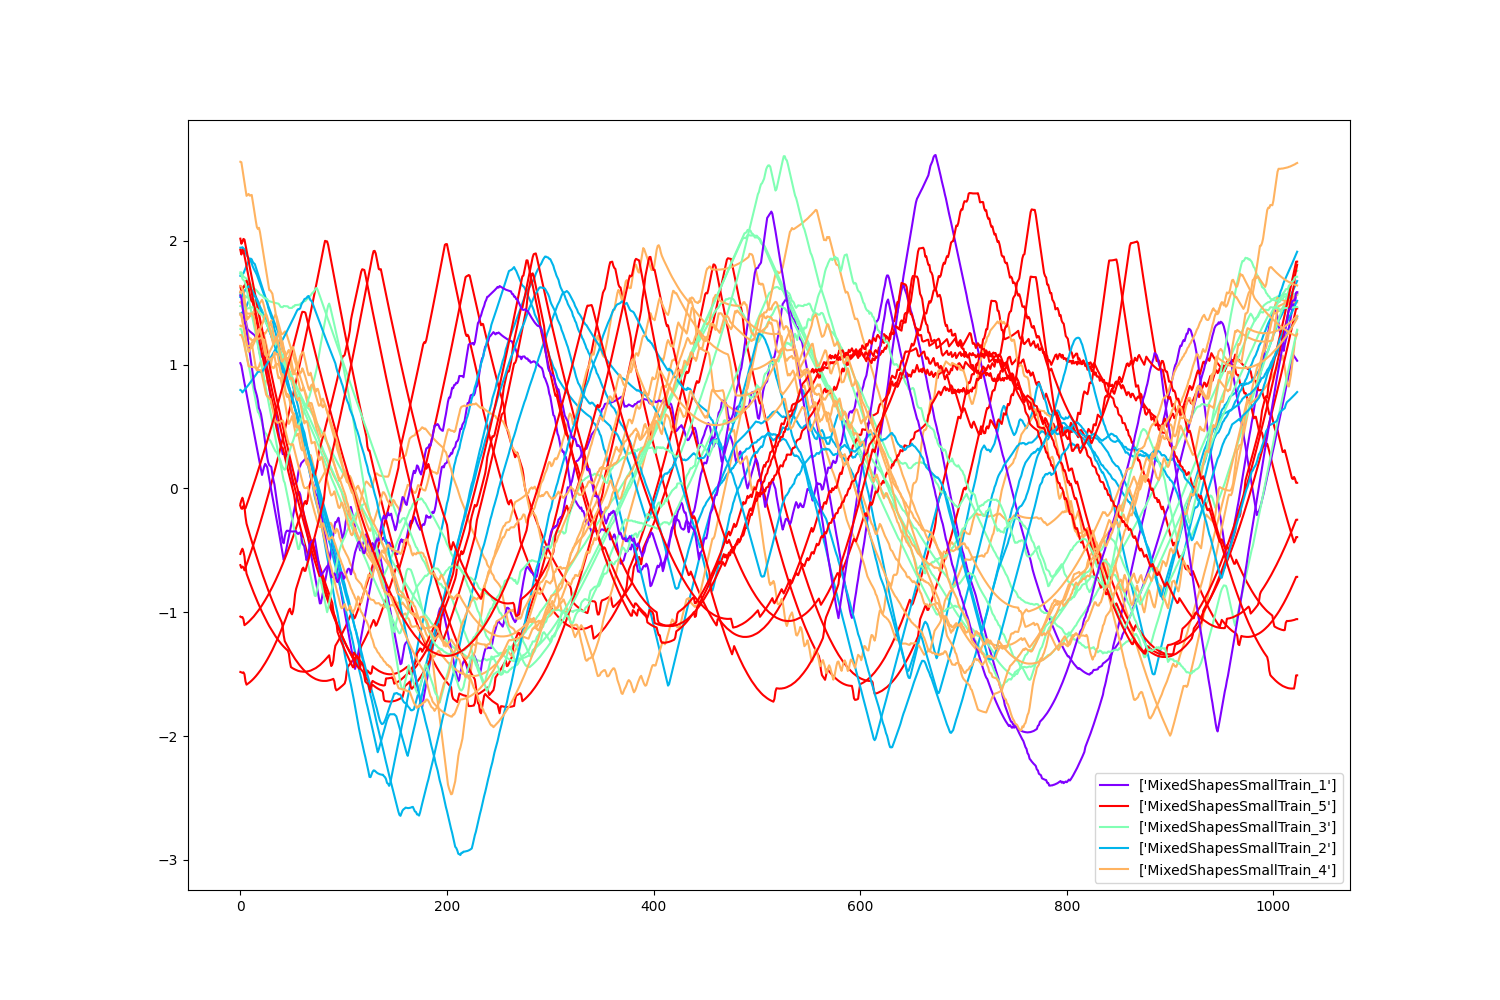 2
1
0
−1
−2
−3
0
200
400
600
800
1000
['MixedShapesSmallTrain_1']
['MixedShapesSmallTrain_5']
['MixedShapesSmallTrain_3']
['MixedShapesSmallTrain_2']
['MixedShapesSmallTrain_4']